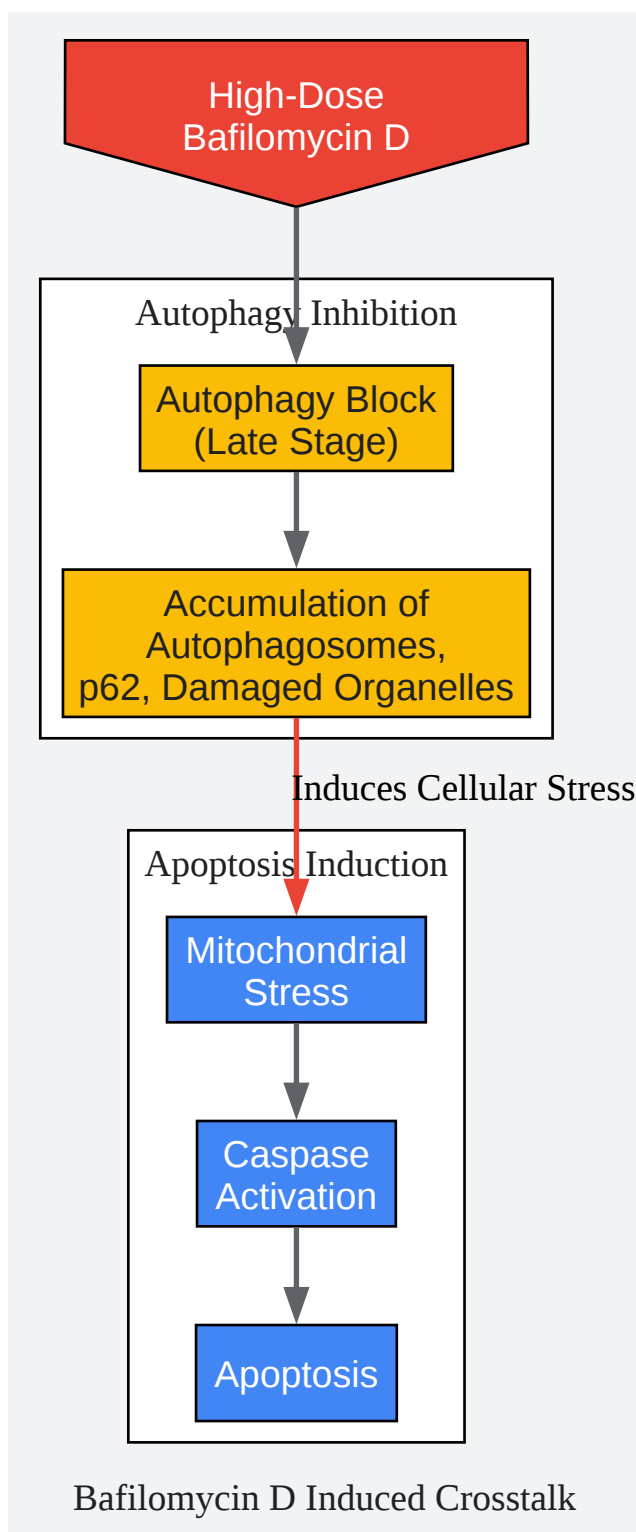 High-Dose
Bafilomycin D
Autophagy Inhibition
Autophagy Block
(Late Stage)
Accumulation of
Autophagosomes,
p62, Damaged Organelles
Induces Cellular Stress
Apoptosis Induction
Mitochondrial
Stress
Caspase
Activation
Apoptosis
Bafilomycin D Induced Crosstalk